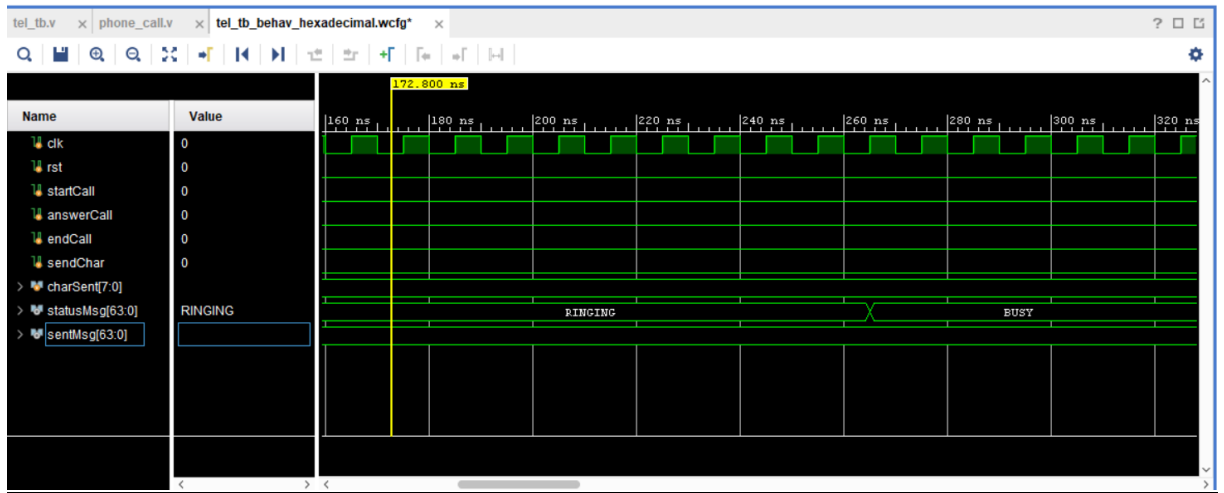 tel_tb.v × phone_call.v × tel_tb_behav_hexadecimal.wcfg* × ?
172.800 ns
Name Value
160 ns 180 ns 200 ns 220 ns 240 ns 260 ns 280 ns 300 ns 320 ns
clk 0
rst 0
startCall 0
answerCall 0
endCall 0
sendChar 0
> charSent[7:0]
> statusMsg[63:0] RINGING RINGING BUSY
> sentMsg[63:0]